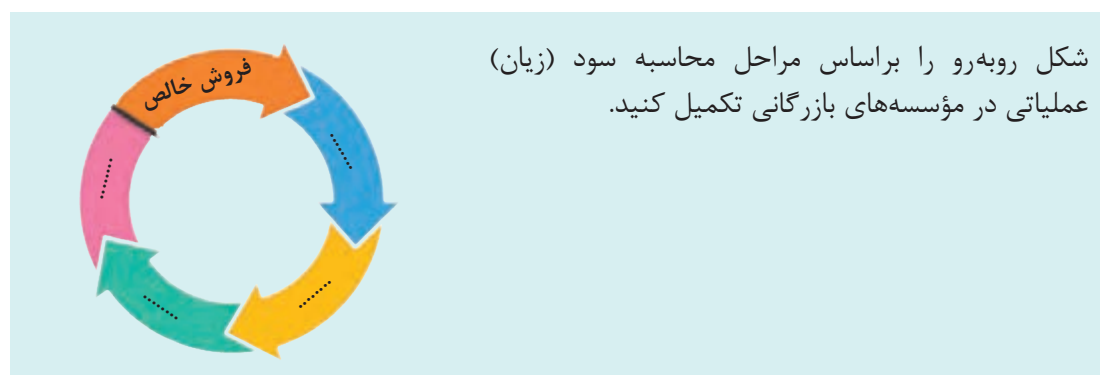 شکل روبه‌رو را براساس مراحل محاسبه سود (زیان)
عملیاتی در مؤسسه‌های بازرگانی تکمیل کنید.
فروش خالص
........
........
........
........